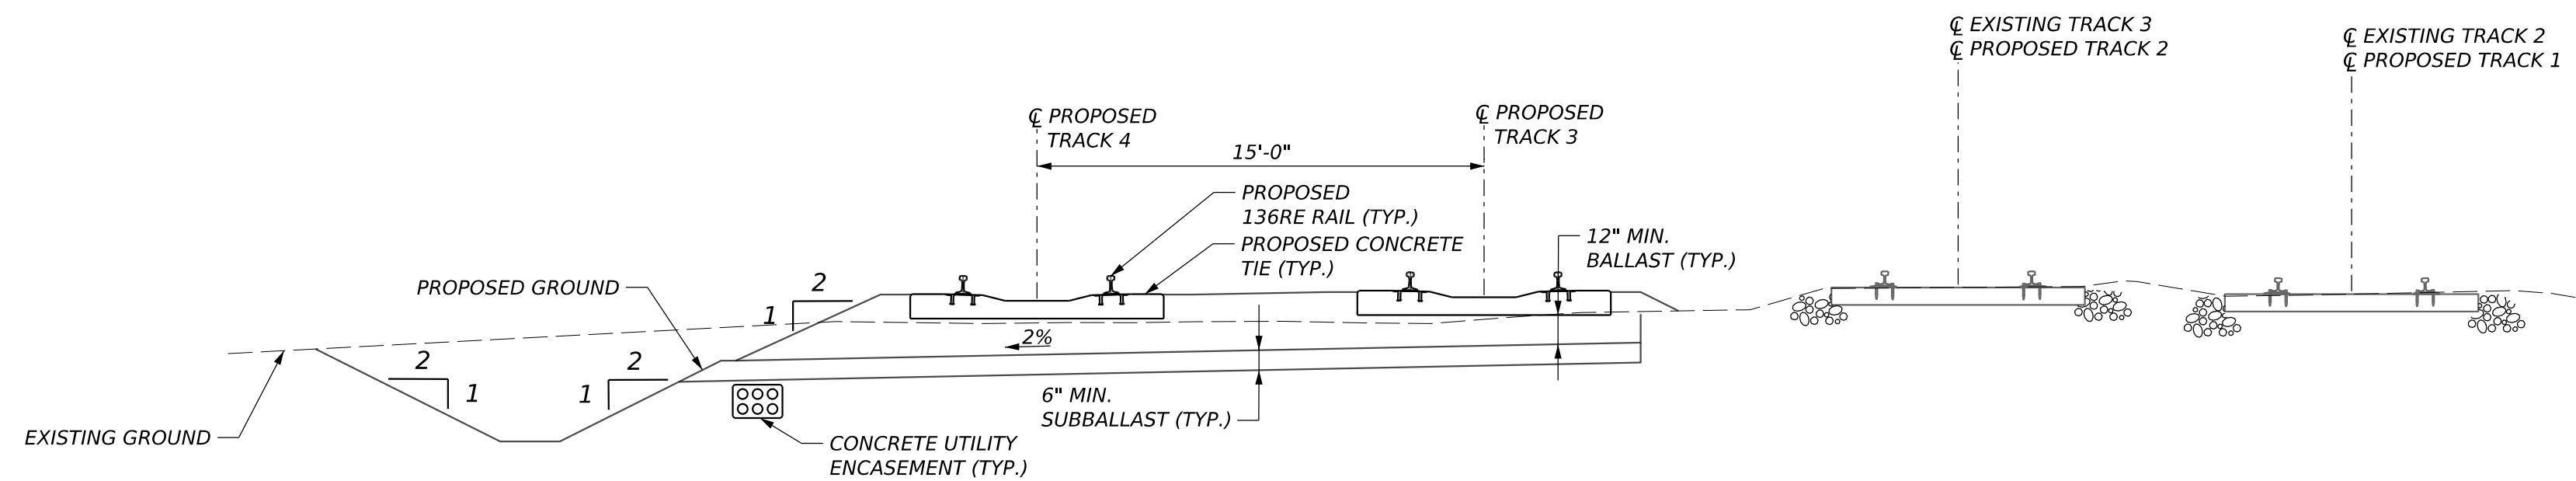 ℄ EXISTING TRACK 3
℄ PROPOSED TRACK 2
℄ EXISTING TRACK 2
℄ PROPOSED TRACK 1
℄ PROPOSED
TRACK 4
℄ PROPOSED
TRACK 3
15'-0"
PROPOSED
136RE RAIL (TYP.)
PROPOSED CONCRETE
TIE (TYP.)
12" MIN.
BALLAST (TYP.)
PROPOSED GROUND
2
1
2%
2
1
2
1
6" MIN.
SUBBALLAST (TYP.)
EXISTING GROUND
CONCRETE UTILITY
ENCASEMENT (TYP.)